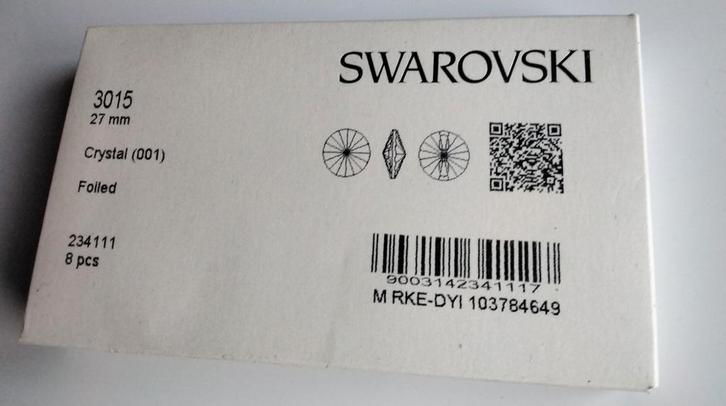 SWAROVSKI
3015
27 mm
Crystal (001)
Foiled
234111
8 pcs
9003142341117
M RKE-DYI 103784649